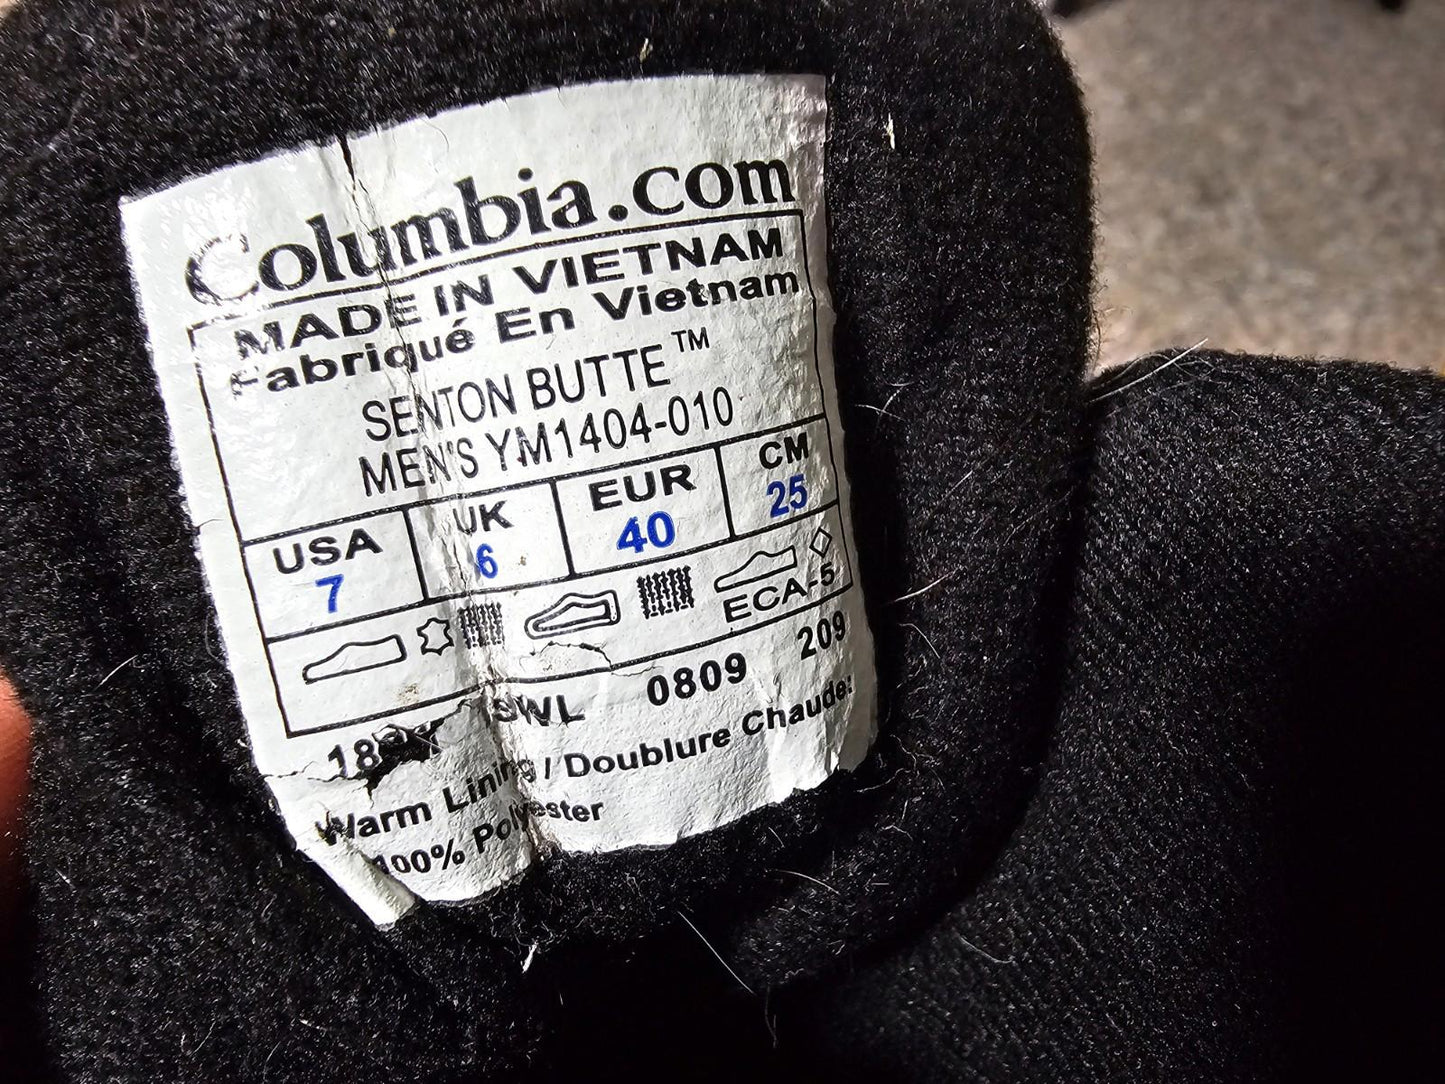 Columbia.com
MADE IN VIETNAM
Fabriqué En Vietnam
SENTON BUTTE™
MEN'S YM1404-010
USA UK EUR CM
7 6 40 25
ECA-5
SWL 0809 209
Warm Lining / Doublure Chaude:
100% Polyester